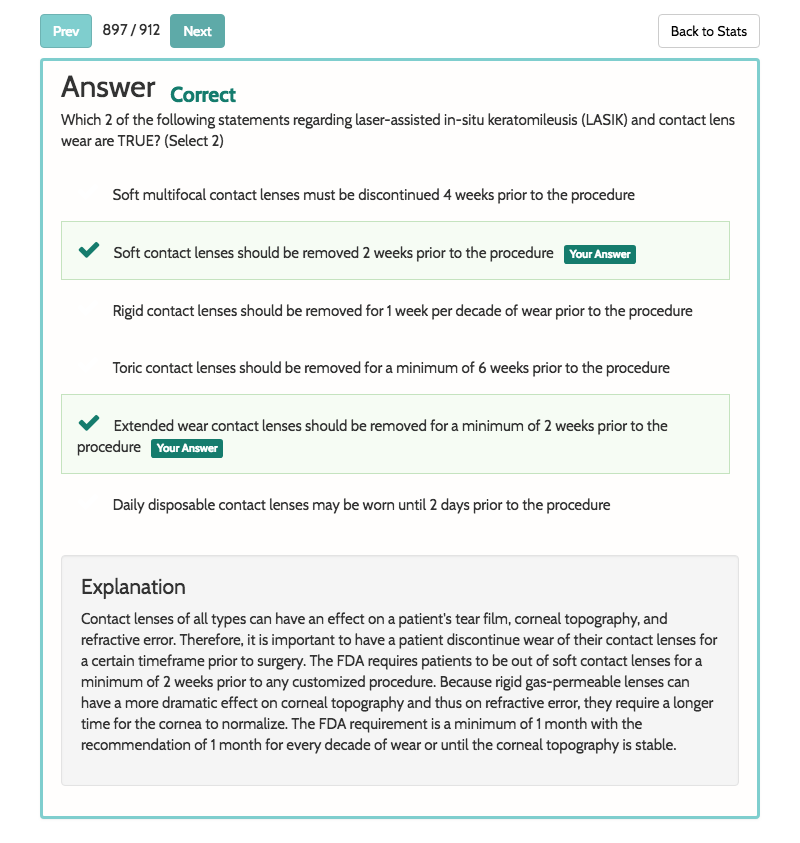 Prev 897 / 912 Next Back to Stats
Answer Correct
Which 2 of the following statements regarding laser-assisted in-situ keratomileusis (LASIK) and contact lens
wear are TRUE? (Select 2)
Soft multifocal contact lenses must be discontinued 4 weeks prior to the procedure
Soft contact lenses should be removed 2 weeks prior to the procedure Your Answer
Rigid contact lenses should be removed for 1 week per decade of wear prior to the procedure
Toric contact lenses should be removed for a minimum of 6 weeks prior to the procedure
Extended wear contact lenses should be removed for a minimum of 2 weeks prior to the
procedure Your Answer
Daily disposable contact lenses may be worn until 2 days prior to the procedure
Explanation
Contact lenses of all types can have an effect on a patient's tear film, corneal topography, and
refractive error. Therefore, it is important to have a patient discontinue wear of their contact lenses for
a certain timeframe prior to surgery. The FDA requires patients to be out of soft contact lenses for a
minimum of 2 weeks prior to any customized procedure. Because rigid gas-permeable lenses can
have a more dramatic effect on corneal topography and thus on refractive error, they require a longer
time for the cornea to normalize. The FDA requirement is a minimum of 1 month with the
recommendation of 1 month for every decade of wear or until the corneal topography is stable.